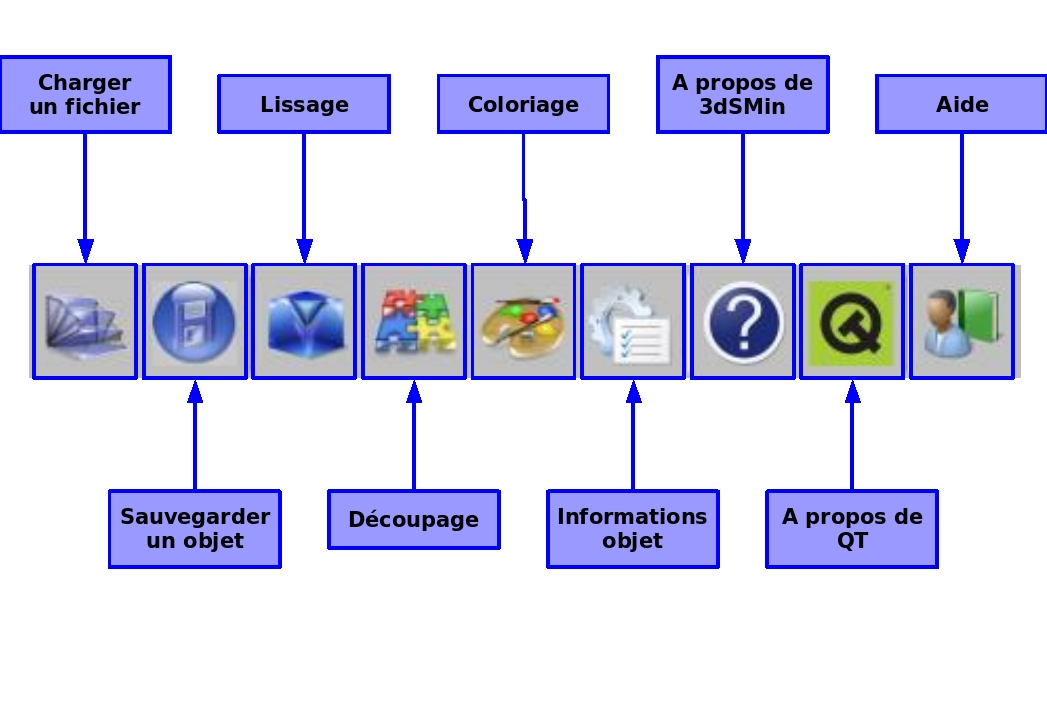 Charger
un fichier
Lissage
Coloriage
A propos de
3dSMin
Aide
Sauvegarder
un objet
Découpage
Informations
objet
A propos de
QT